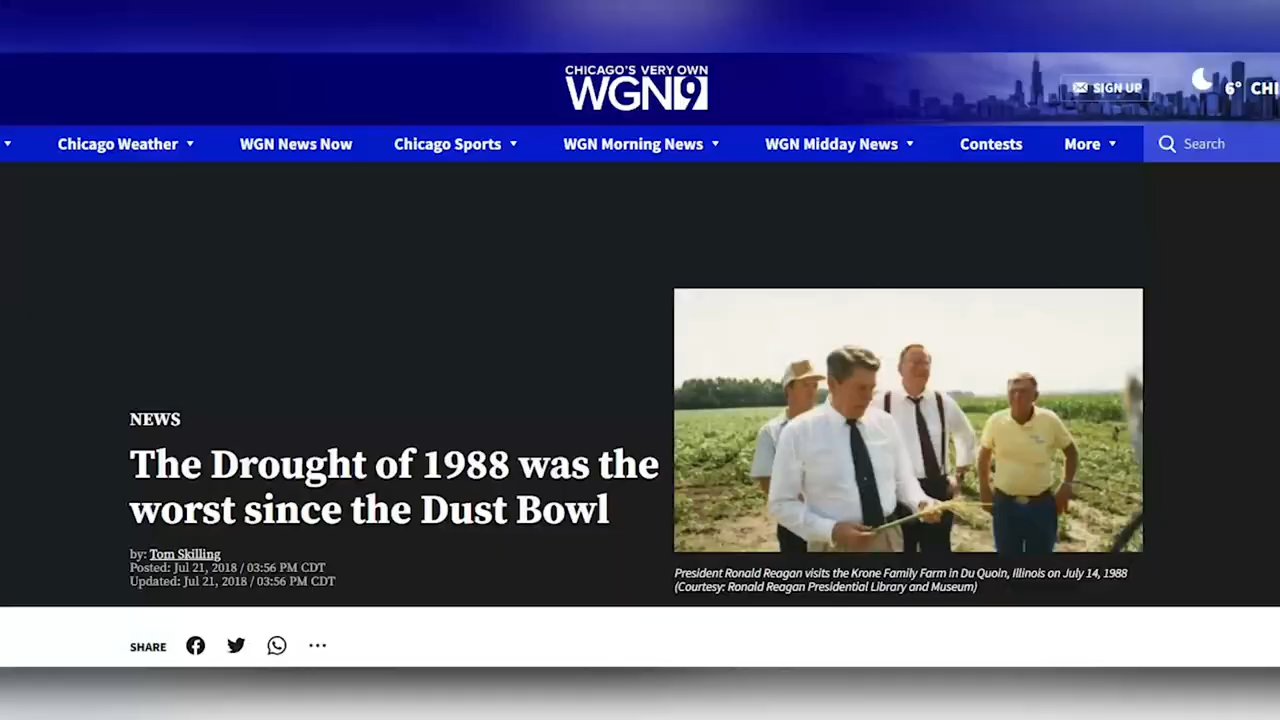 CHICAGO'S VERY OWN
WGN9
SIGN UP
6° CHI
Chicago Weather
WGN News Now
Chicago Sports
WGN Morning News
WGN Midday News
Contests
More
Search
NEWS
The Drought of 1988 was the
worst since the Dust Bowl
by: Tom Skilling
Posted: Jul 21, 2018 / 03:56 PM CDT
Updated: Jul 21, 2018 / 03:56 PM CDT
President Ronald Reagan visits the Krone Family Farm in Du Quoin, Illinois on July 14, 1988
(Courtesy: Ronald Reagan Presidential Library and Museum)
SHARE